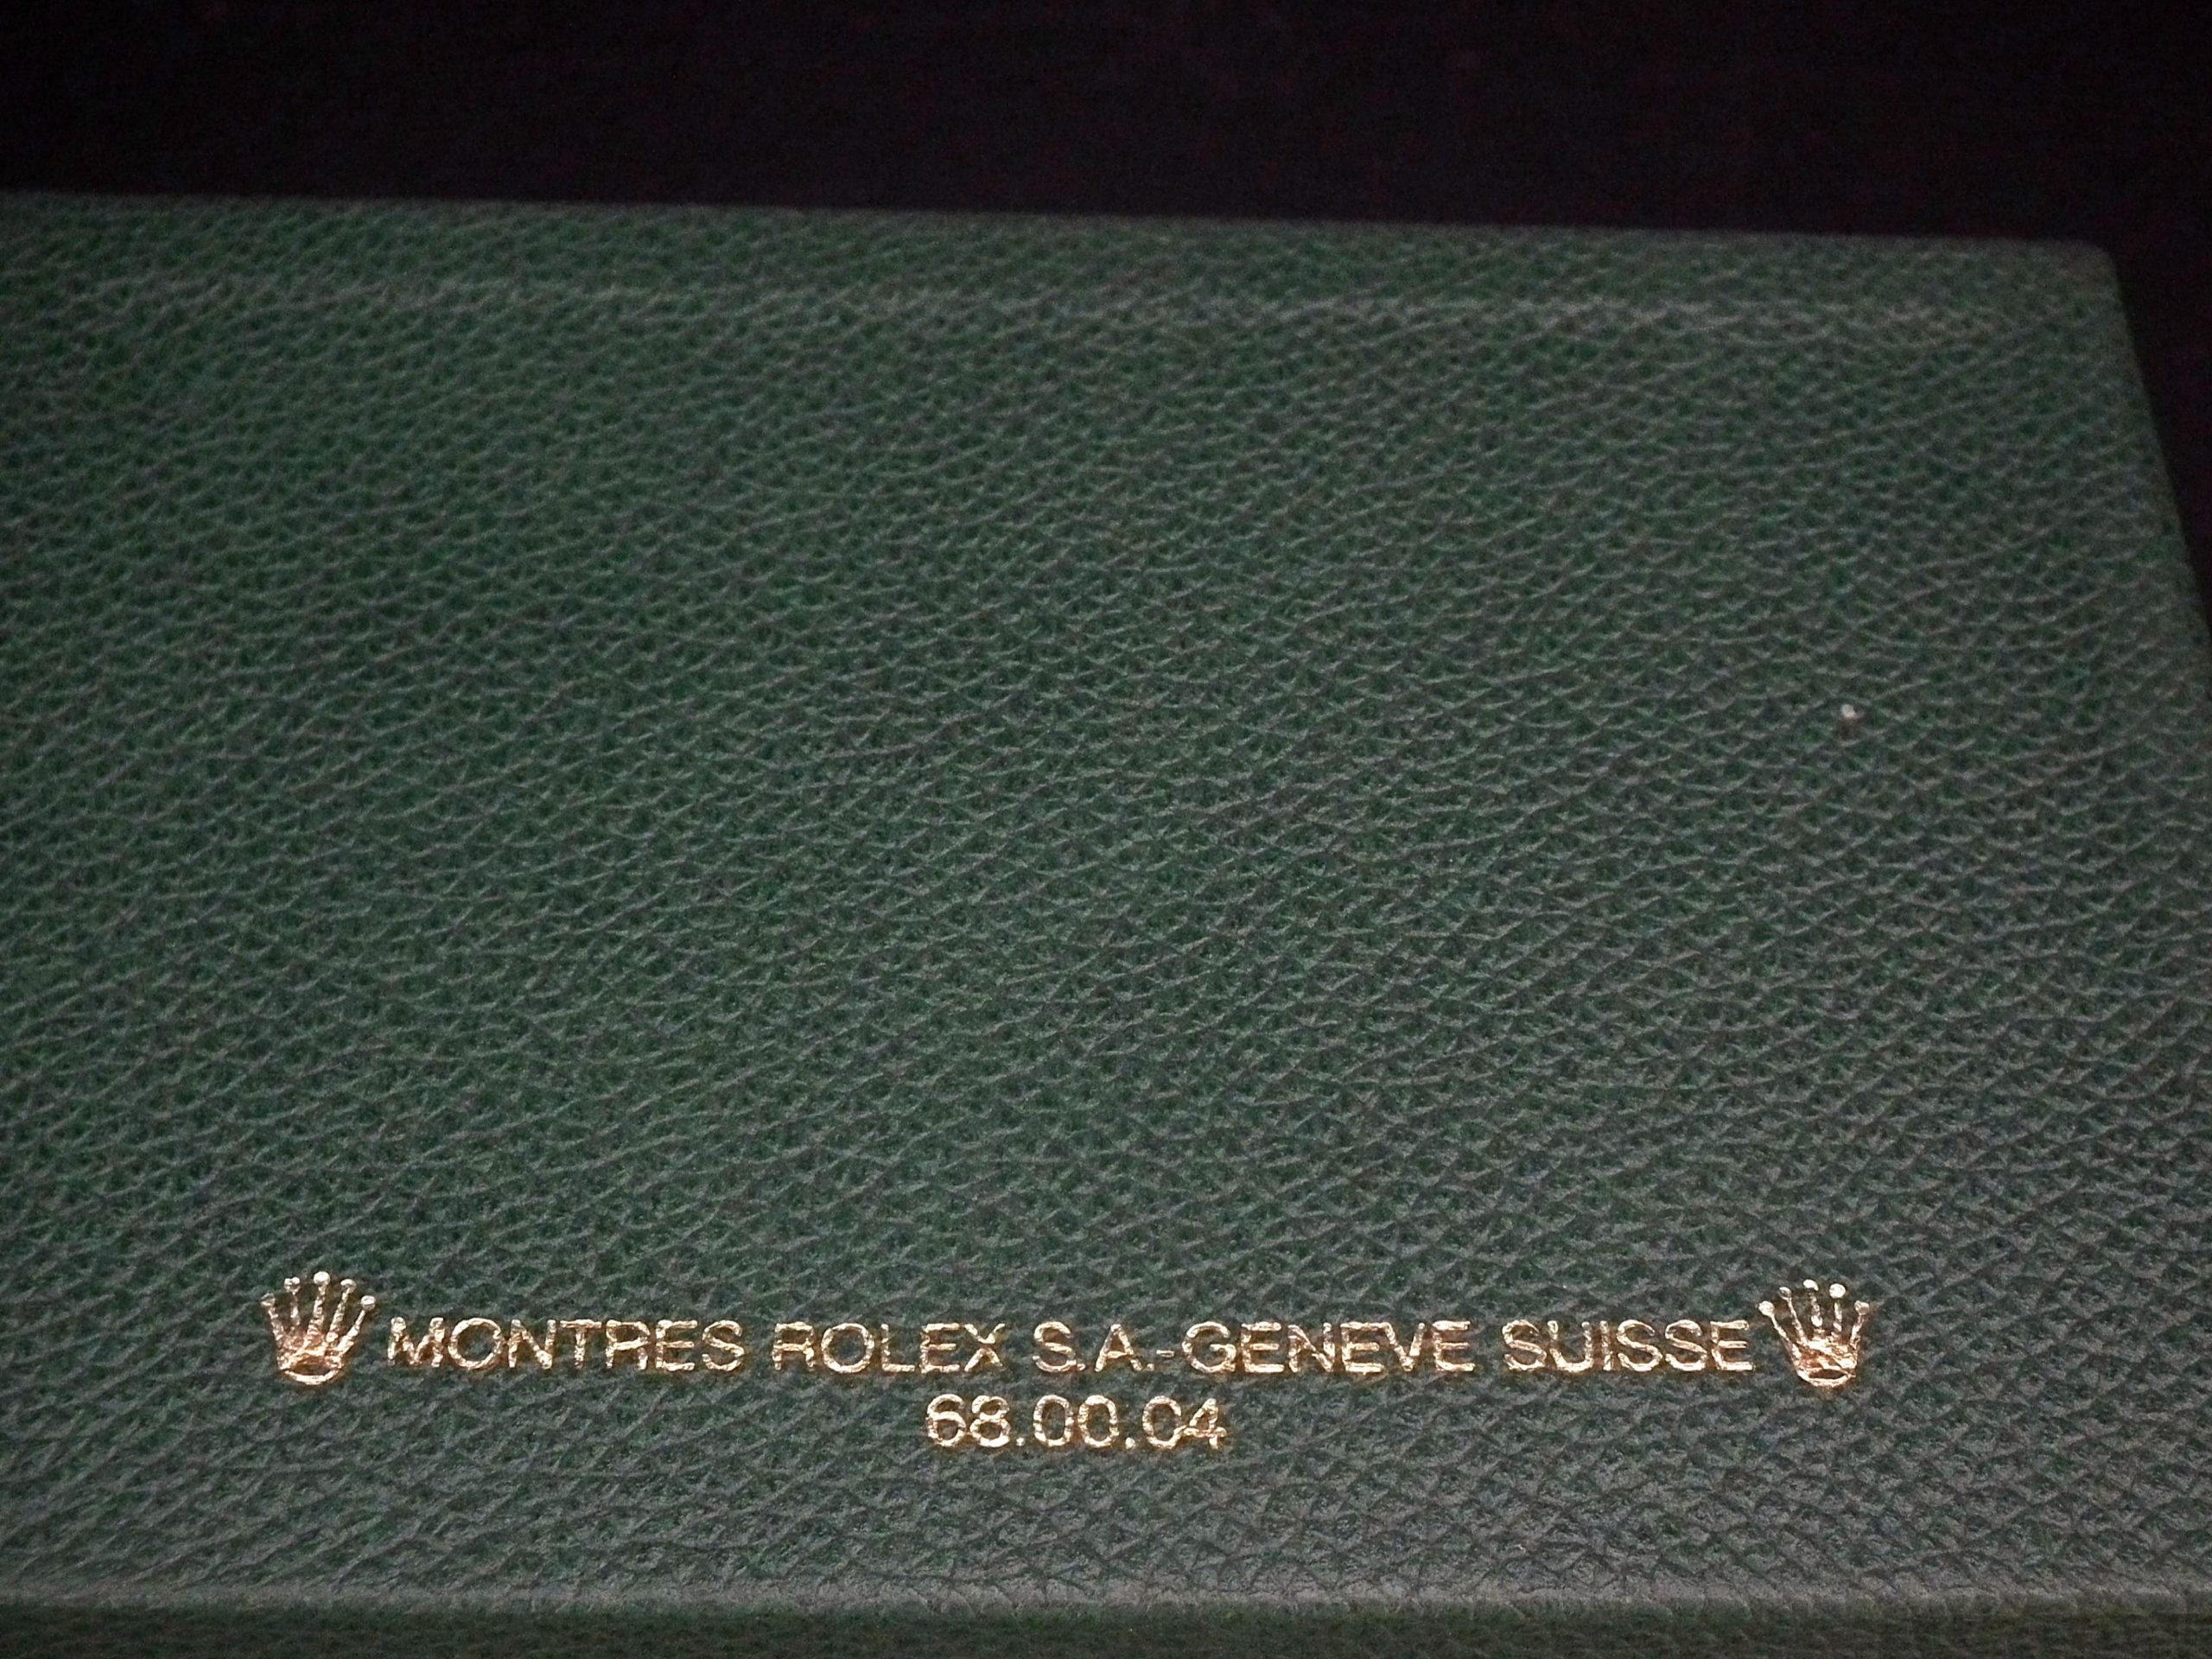 MONTRES ROLEX S.A.-GENEVE SUISSE
68.00.04